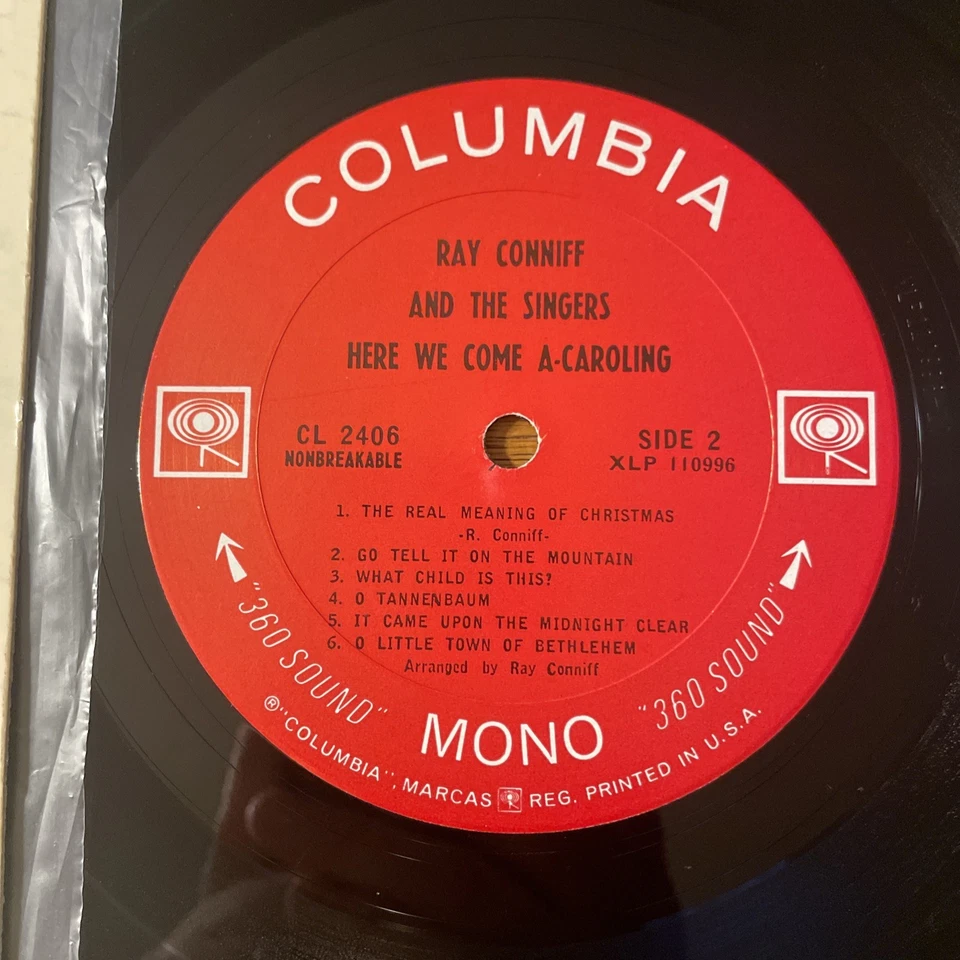 COLUMBIA
RAY CONNIFF
AND THE SINGERS
HERE WE COME A-CAROLING
CL 2406
NONBREAKABLE
SIDE 2
XLP 110996
1. THE REAL MEANING OF CHRISTMAS
-R. Conniff-
2. GO TELL IT ON THE MOUNTAIN
3. WHAT CHILD IS THIS?
4. O TANNENBAUM
5. IT CAME UPON THE MIDNIGHT CLEAR
6. O LITTLE TOWN OF BETHLEHEM
Arranged by Ray Conniff
"360 SOUND"
MONO
"360 SOUND"
® "COLUMBIA", MARCAS REG. PRINTED IN U.S.A.